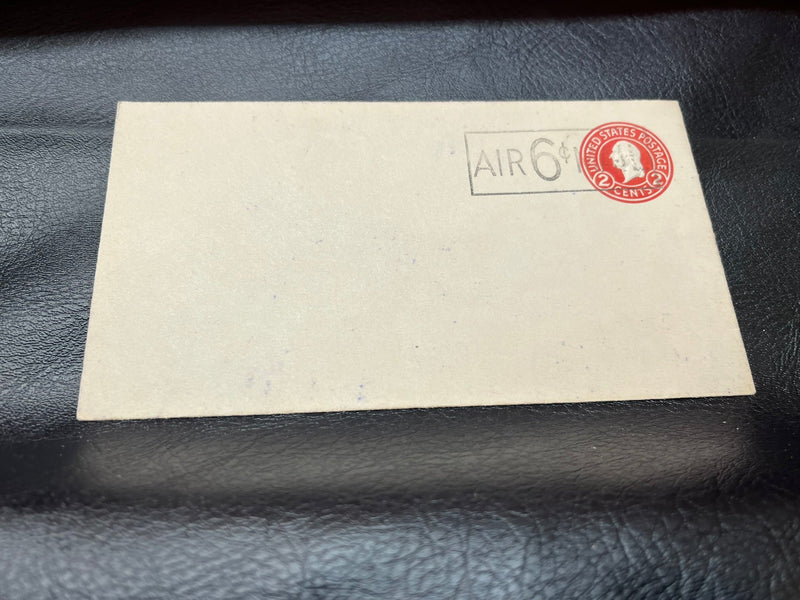 AIR 6¢
UNITED STATES POSTAGE
2 CENTS 2